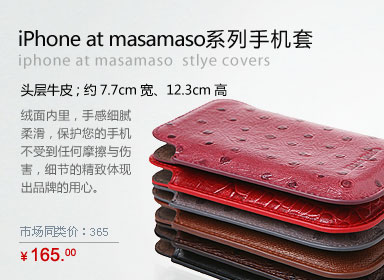 iPhone at masamaso系列手机套
iphone at masamaso stlye covers
头层牛皮 ; 约 7.7cm 宽、12.3cm 高
绒面内里，手感细腻
柔滑，保护您的手机
不受到任何摩擦与伤
害，细节的精致体现
出品牌的用心。
市场同类价：365
¥165.00